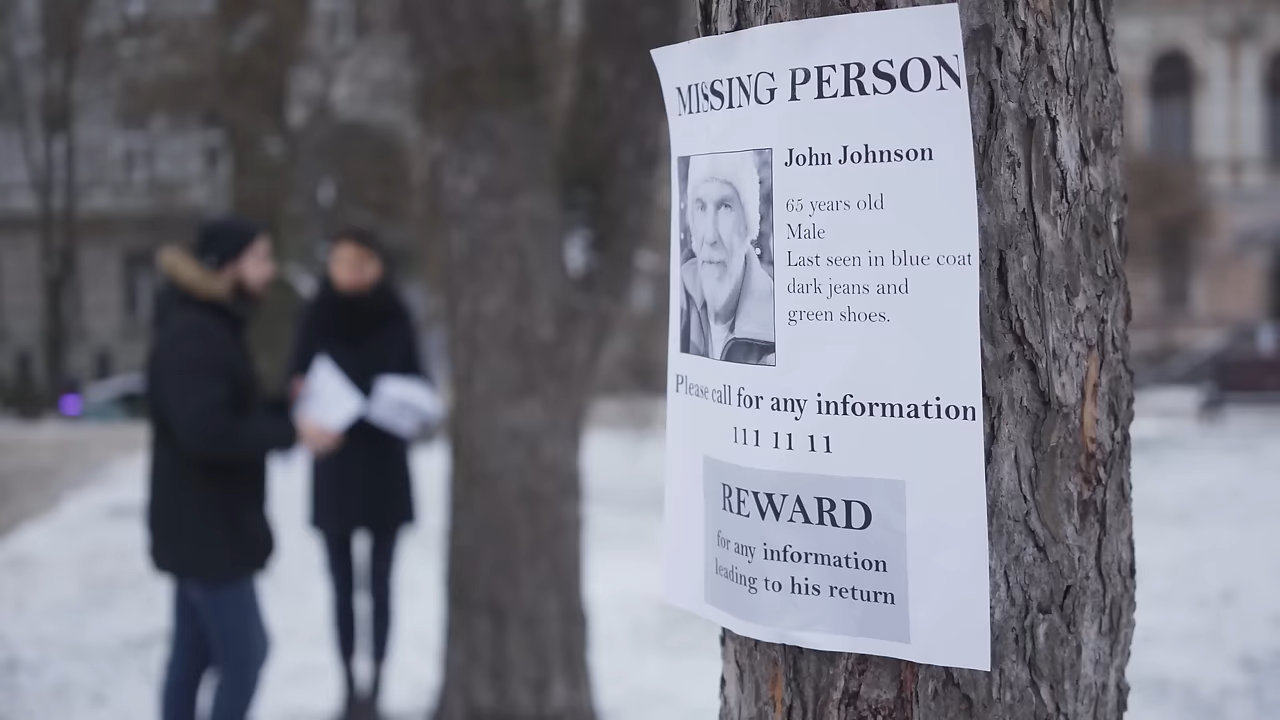 MISSING PERSON
John Johnson
65 years old
Male
Last seen in blue coat
dark jeans and
green shoes.
Please call for any information
111 11 11
REWARD
for any information
leading to his return